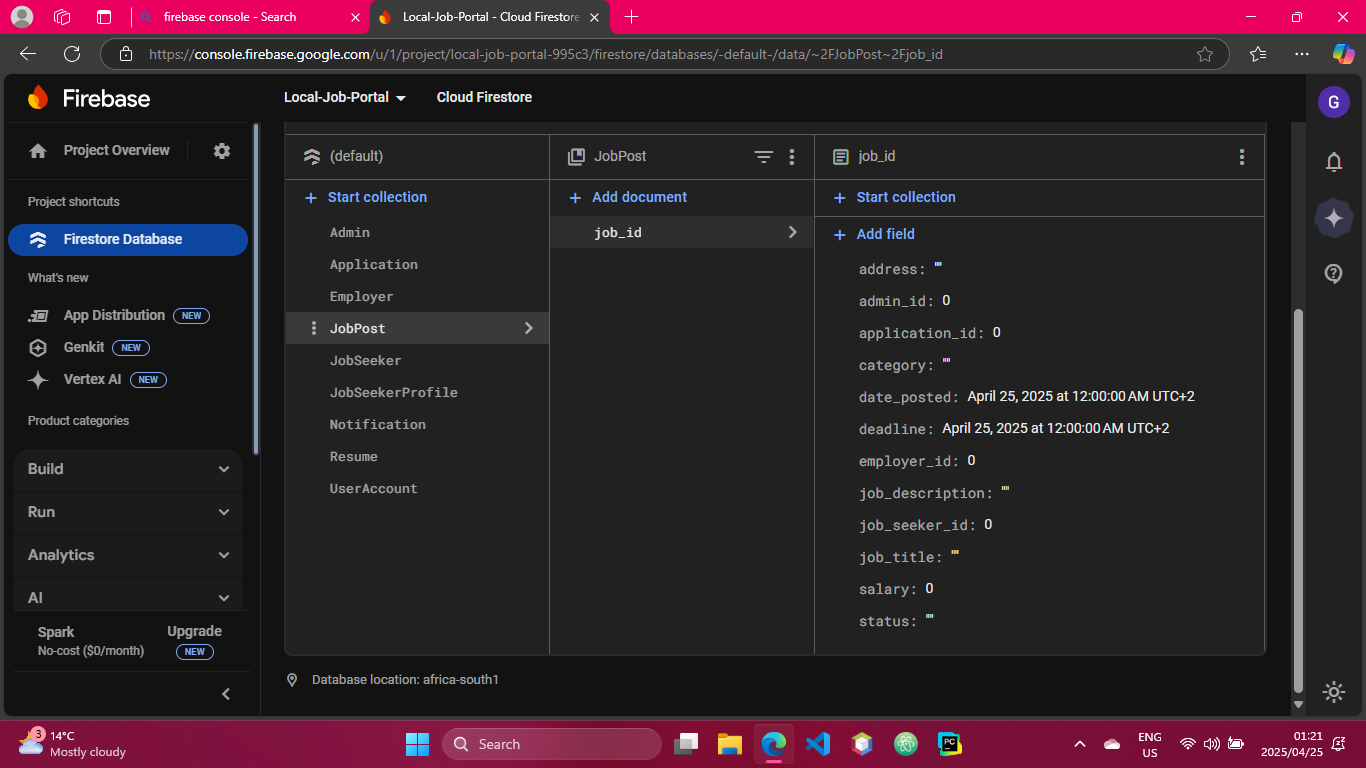 firebase console - Search
Local-Job-Portal - Cloud Firestore
https://console.firebase.google.com/u/1/project/local-job-portal-995c3/firestore/databases/-default-/data/~2FJobPost~2Fjob_id
Firebase
Local-Job-Portal
Cloud Firestore
G
Project Overview
Project shortcuts
Firestore Database
What's new
App Distribution NEW
Genkit NEW
Vertex AI NEW
Product categories
Build
Run
Analytics
AI
Spark
No-cost ($0/month)
Upgrade
NEW
(default)
Start collection
Admin
Application
Employer
JobPost
JobSeeker
JobSeekerProfile
Notification
Resume
UserAccount
JobPost
Add document
job_id
job_id
Start collection
Add field
address: ""
admin_id: 0
application_id: 0
category: ""
date_posted: April 25, 2025 at 12:00:00 AM UTC+2
deadline: April 25, 2025 at 12:00:00 AM UTC+2
employer_id: 0
job_description: ""
job_seeker_id: 0
job_title: ""
salary: 0
status: ""
Database location: africa-south1
3
14°C
Mostly cloudy
Search
PC
ENG
US
01:21
2025/04/25